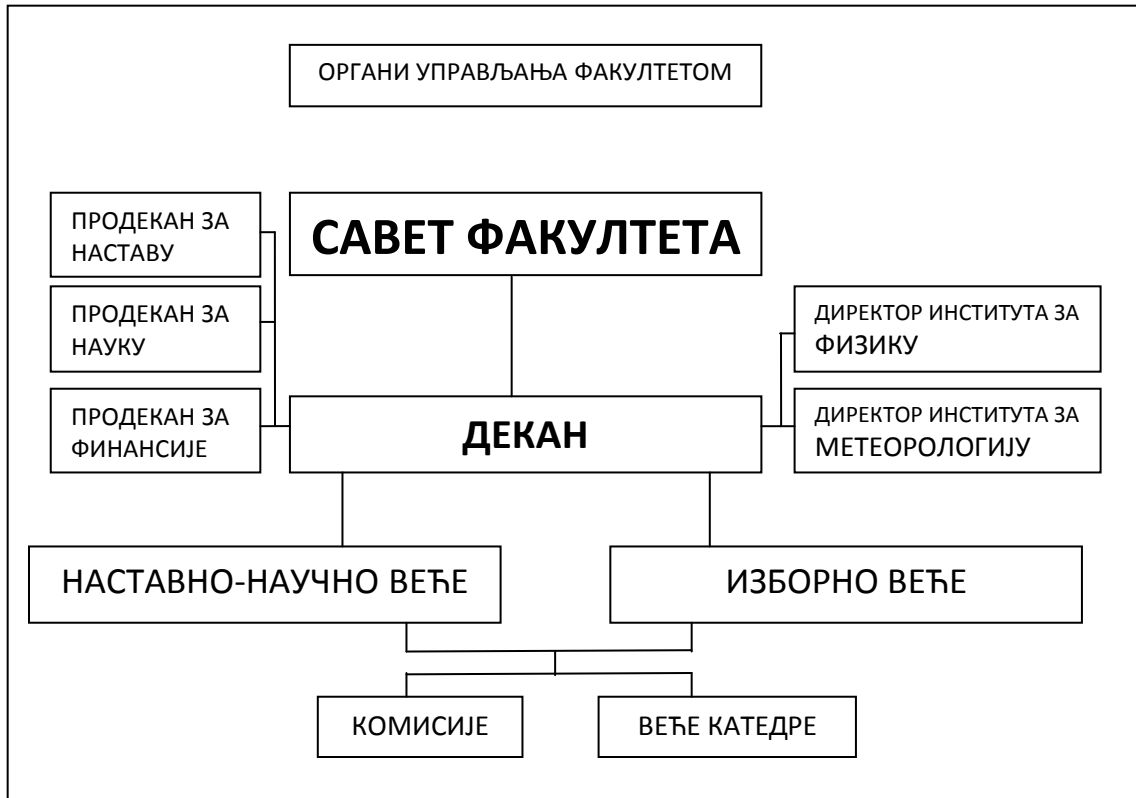 ОРГАНИ УПРАВЉАЊА ФАКУЛТЕТОМ
САВЕТ ФАКУЛТЕТА
ПРОДЕКАН ЗА
НАСТАВУ
ПРОДЕКАН ЗА
НАУКУ
ПРОДЕКАН ЗА
ФИНАНСИЈЕ
ДЕКАН
ДИРЕКТОР ИНСТИТУТА ЗА
ФИЗИКУ
ДИРЕКТОР ИНСТИТУТА ЗА
МЕТЕОРОЛОГИЈУ
НАСТАВНО-НАУЧНО ВЕЋЕ
ИЗБОРНО ВЕЋЕ
КОМИСИЈЕ
ВЕЋЕ КАТЕДРЕ